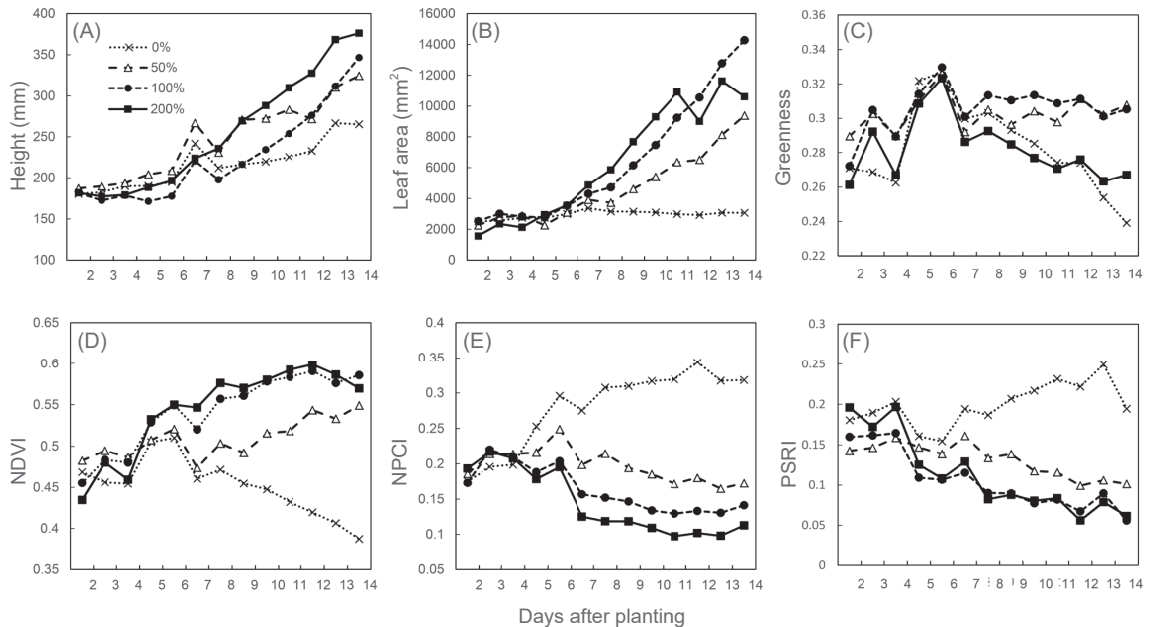 (A)
Height (mm)
400
350
300
250
200
150
100
0%
50%
100%
200%
2 3 4 5 6 7 8 9 10 11 12 13 14
(B)
Leaf area (mm²)
16000
14000
12000
10000
8000
6000
4000
2000
0
2 3 4 5 6 7 8 9 10 11 12 13 14
(C)
Greenness
0.36
0.34
0.32
0.30
0.28
0.26
0.24
0.22
2 3 4 5 6 7 8 9 10 11 12 13 14
(D)
NDVI
0.65
0.6
0.55
0.5
0.45
0.4
0.35
2 3 4 5 6 7 8 9 10 11 12 13 14
(E)
NPCI
0.4
0.35
0.3
0.25
0.2
0.15
0.1
0.05
2 3 4 5 6 7 8 9 10 11 12 13 14
(F)
PSRI
0.3
0.25
0.2
0.15
0.1
0.05
0
2 3 4 5 6 7 11 12 13 14
Days after planting